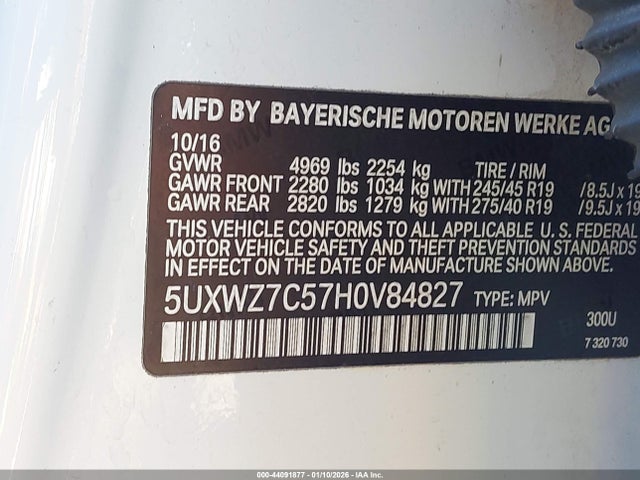 MFD BY BAYERISCHE MOTOREN WERKE AG
10/16
GVWR 4969 lbs 2254 kg TIRE / RIM
GAWR FRONT 2280 lbs 1034 kg WITH 245/45 R19 /8.5J x 19
GAWR REAR 2820 lbs 1279 kg WITH 275/40 R19 /9.5J x 19
THIS VEHICLE CONFORMS TO ALL APPLICABLE U. S. FEDERAL
MOTOR VEHICLE SAFETY AND THEFT PREVENTION STANDARDS
IN EFFECT ON THE DATE OF MANUFACTURE SHOWN ABOVE.
5UXWZ7C57H0V84827 TYPE: MPV
300U
7 320 730
000-44091877 - 01/10/2026 - IAA Inc.